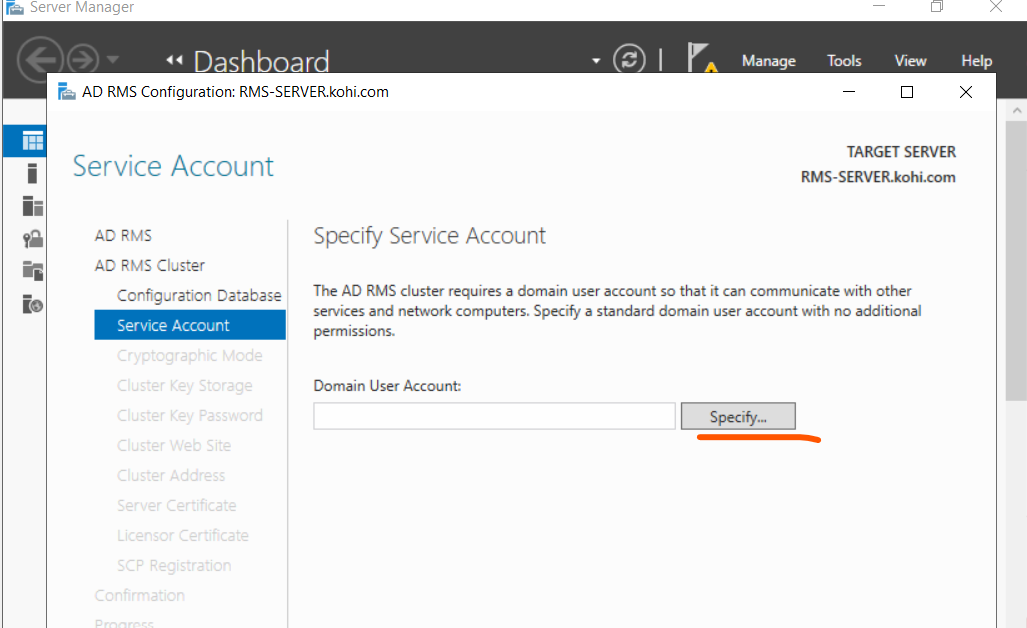 Server Manager
Dashboard
Manage Tools View Help
AD RMS Configuration: RMS-SERVER.kohi.com
Service Account
TARGET SERVER
RMS-SERVER.kohi.com
AD RMS
AD RMS Cluster
Configuration Database
Service Account
Cryptographic Mode
Cluster Key Storage
Cluster Key Password
Cluster Web Site
Cluster Address
Server Certificate
Licensor Certificate
SCP Registration
Confirmation
Progress
Specify Service Account
The AD RMS cluster requires a domain user account so that it can communicate with other
services and network computers. Specify a standard domain user account with no additional
permissions.
Domain User Account:
Specify...